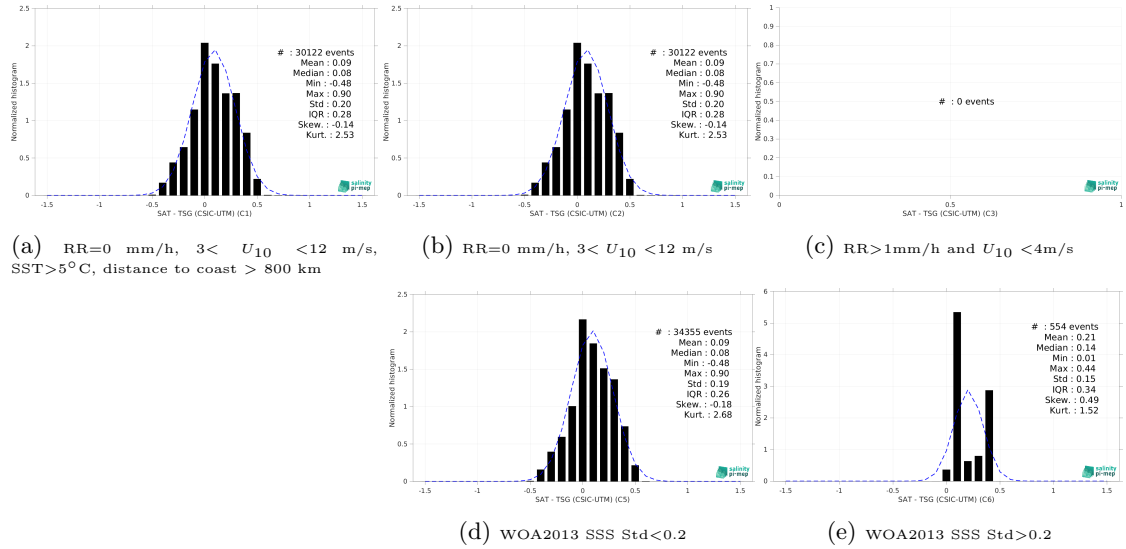 2.5
2
1.5
1
0.5
0
Normalized histogram
# : 30122 events
Mean : 0.09
Median : 0.08
Min : -0.48
Max : 0.90
Std : 0.20
IQR : 0.28
Skew. : -0.14
Kurt. : 2.53
salinity
pi-mep
-1.5 -1 -0.5 0 0.5 1 1.5
SAT - TSG (CSIC-UTM) (C1)
(a) RR=0 mm/h, 3< U10 <12 m/s,
SST>5°C, distance to coast > 800 km
2.5
2
1.5
1
0.5
0
Normalized histogram
# : 30122 events
Mean : 0.09
Median : 0.08
Min : -0.48
Max : 0.90
Std : 0.20
IQR : 0.28
Skew. : -0.14
Kurt. : 2.53
salinity
pi-mep
-1.5 -1 -0.5 0 0.5 1 1.5
SAT - TSG (CSIC-UTM) (C2)
(b) RR=0 mm/h, 3< U10 <12 m/s
1
0.9
0.8
0.7
0.6
0.5
0.4
0.3
0.2
0.1
0
Normalized histogram
# : 0 events
salinity
pi-mep
0 0.5 1
SAT - TSG (CSIC-UTM) (C3)
(c) RR>1mm/h and U10 <4m/s
2.5
2
1.5
1
0.5
0
Normalized histogram
# : 34355 events
Mean : 0.09
Median : 0.08
Min : -0.48
Max : 0.90
Std : 0.19
IQR : 0.26
Skew. : -0.18
Kurt. : 2.68
salinity
pi-mep
-1.5 -1 -0.5 0 0.5 1 1.5
SAT - TSG (CSIC-UTM) (C5)
(d) WOA2013 SSS Std<0.2
6
5
4
3
2
1
0
Normalized histogram
# : 554 events
Mean : 0.21
Median : 0.14
Min : 0.01
Max : 0.44
Std : 0.15
IQR : 0.34
Skew. : 0.49
Kurt. : 1.52
salinity
pi-mep
-1.5 -1 -0.5 0 0.5 1 1.5
SAT - TSG (CSIC-UTM) (C6)
(e) WOA2013 SSS Std>0.2